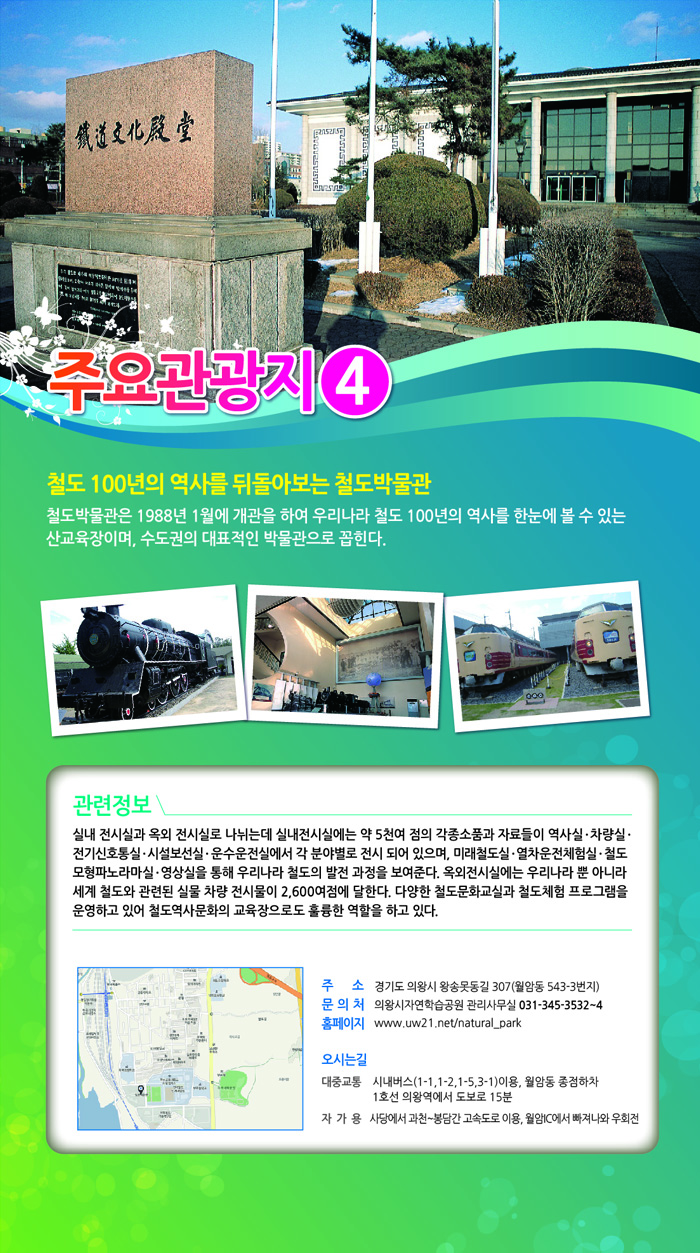 鐵道文化殿堂
주요관광지 4
철도 100년의 역사를 뒤돌아보는 철도박물관
철도박물관은 1988년 1월에 개관을 하여 우리나라 철도 100년의 역사를 한눈에 볼 수 있는
산교육장이며, 수도권의 대표적인 박물관으로 꼽힌다.
관련정보
실내 전시실과 옥외 전시실로 나뉘는데 실내전시실에는 약 5천여 점의 각종소품과 자료들이 역사실·차량실·
전기신호통실·시설보선실·운수운전실에서 각 분야별로 전시 되어 있으며, 미래철도실·열차운전체험실·철도
모형파노라마실·영상실을 통해 우리나라 철도의 발전 과정을 보여준다. 옥외전시실에는 우리나라 뿐 아니라
세계 철도와 관련된 실물 차량 전시물이 2,600여점에 달한다. 다양한 철도문화교실과 철도체험 프로그램을
운영하고 있어 철도역사문화의 교육장으로도 훌륭한 역할을 하고 있다.
주 소 경기도 의왕시 왕송못동길 307(월암동 543-3번지)
문 의 처 의왕시자연학습공원 관리사무실 031-345-3532~4
홈페이지 www.uw21.net/natural_park
오시는길
대중교통 시내버스(1-1,1-2,1-5,3-1)이용, 월암동 종점하차
1호선 의왕역에서 도보로 15분
자 가 용 사당에서 과천~봉담간 고속도로 이용, 월암IC에서 빠져나와 우회전